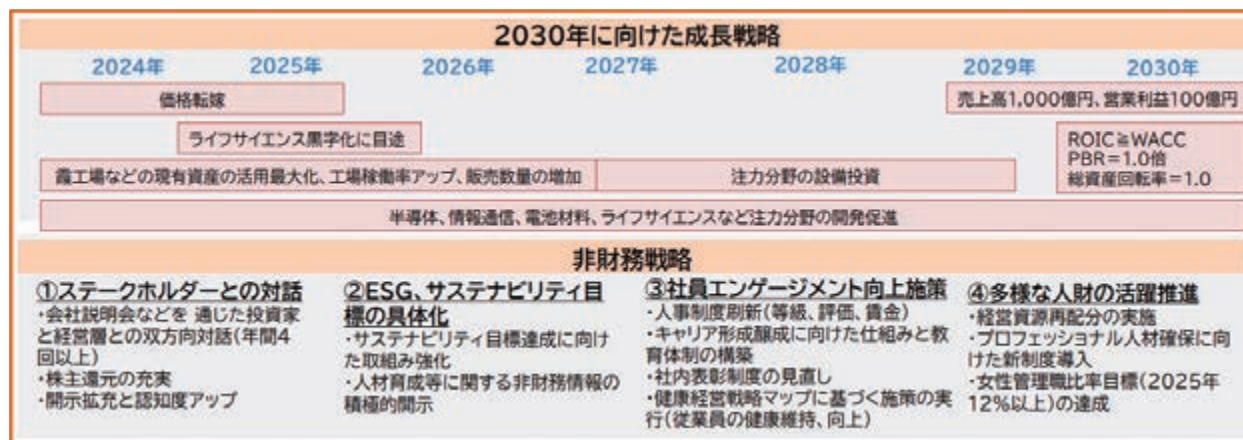 2030年に向けた成長戦略
2024年 2025年 2026年 2027年 2028年 2029年 2030年
価格転嫁
売上高1,000億円、営業利益100億円
ライフサイエンス黒字化に目途
ROIC≧WACC
PBR=1.0倍
総資産回転率=1.0
霞工場などの現有資産の活用最大化、工場稼働率アップ、販売数量の増加
注力分野の設備投資
半導体、情報通信、電池材料、ライフサイエンスなど注力分野の開発促進
非財務戦略
①ステークホルダーとの対話
・会社説明会などを 通じた投資家
と経営層との双方向対話(年間4
回以上)
・株主還元の充実
・開示拡充と認知度アップ
②ESG、サステナビリティ目
標の具体化
・サステナビリティ目標達成に向け
た取組み強化
・人材育成等に関する非財務情報の
積極的開示
③社員エンゲージメント向上施策
・人事制度刷新(等級、評価、賃金)
・キャリア形成醸成に向けた仕組みと教
育体制の構築
・社内表彰制度の見直し
・健康経営戦略マップに基づく施策の実
行(従業員の健康維持、向上)
④多様な人財の活躍推進
・経営資源再配分の実施
・プロフェッショナル人材確保に向
けた新制度導入
・女性管理職比率目標(2025年
12%以上)の達成